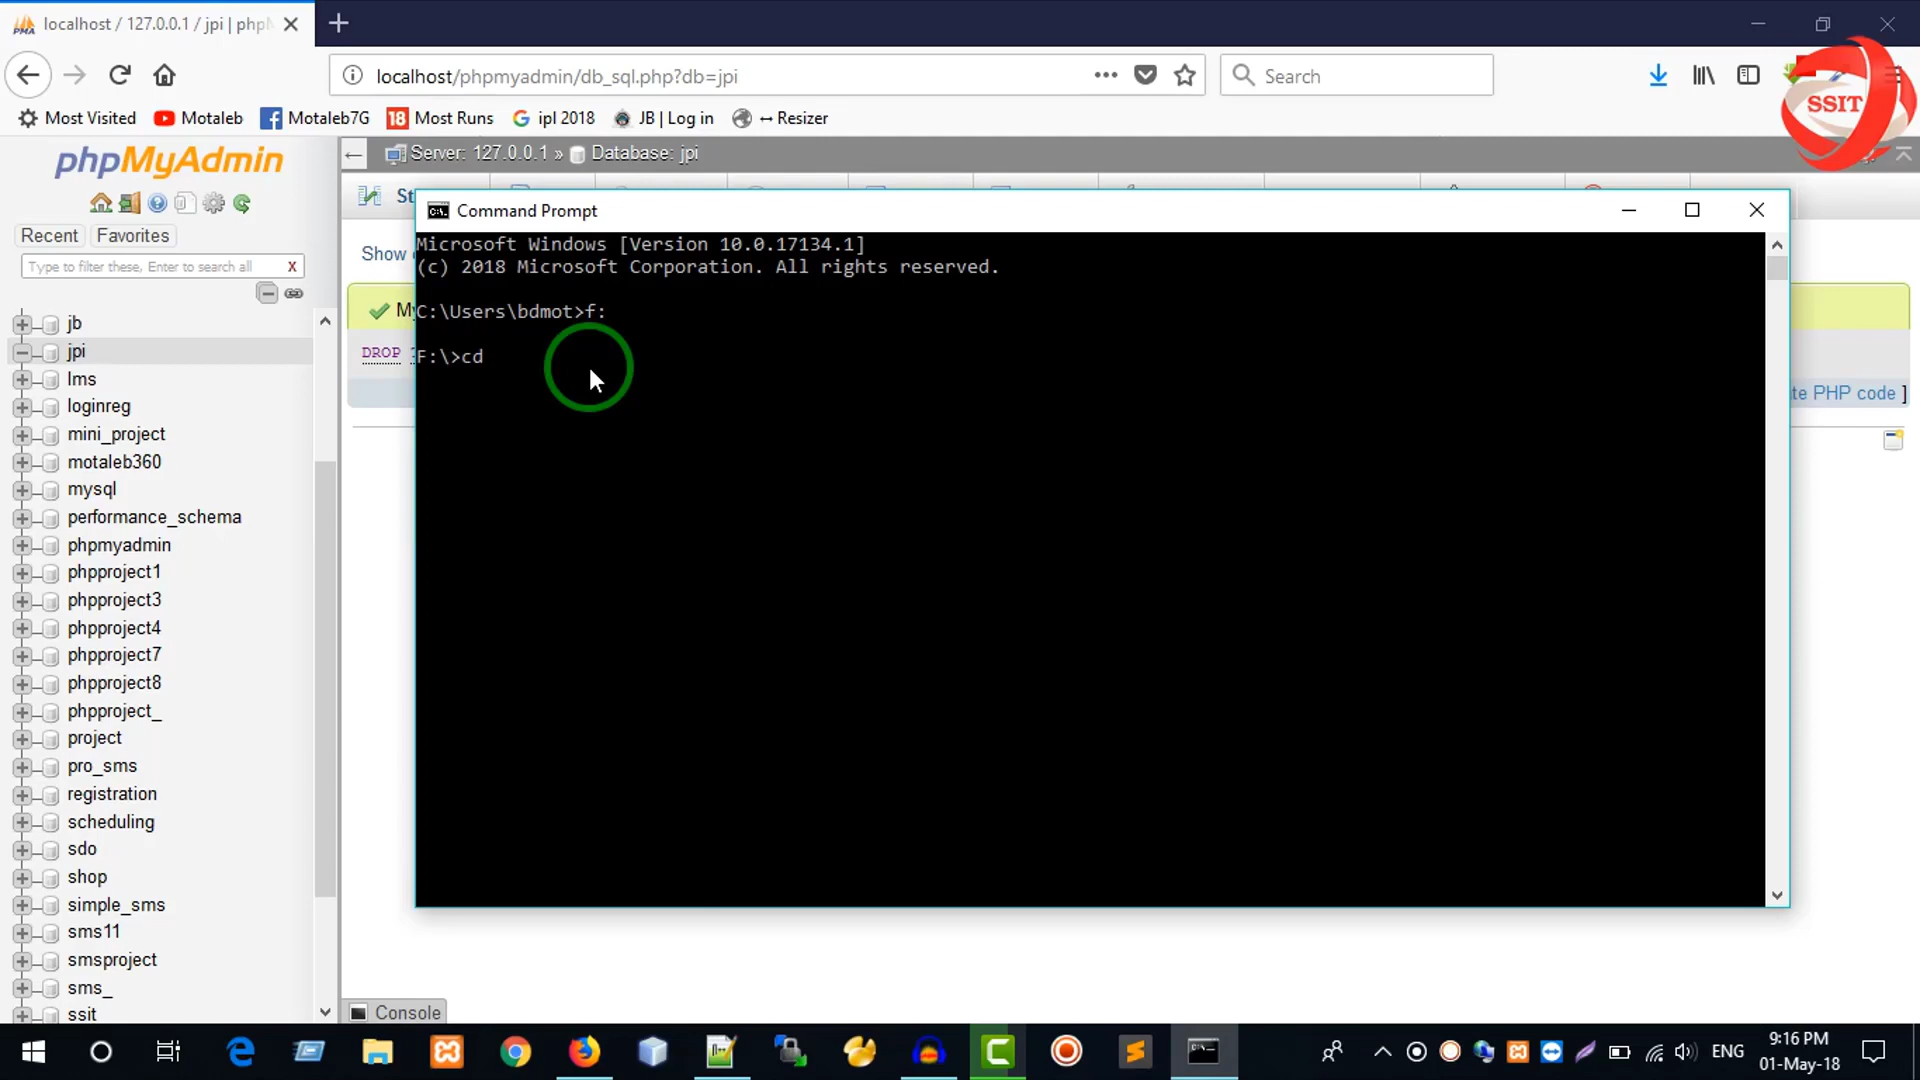 localhost / 127.0.0.1 / jpi | phpM
localhost/phpmyadmin/db_sql.php?db=jpi
Search
Most Visited
Motaleb
Motaleb7G
18 Most Runs
ipl 2018
JB | Log in
↔ Resizer
SSIT
phpMyAdmin
Server: 127.0.0.1 » Database: jpi
Recent
Favorites
Type to filter these, Enter to search all
X
St
Show
My
DROP
te PHP code ]
Command Prompt
Microsoft Windows [Version 10.0.17134.1]
(c) 2018 Microsoft Corporation. All rights reserved.
C:\Users\bdmot>f:
F:\>cd
jb
jpi
lms
loginreg
mini_project
motaleb360
mysql
performance_schema
phpmyadmin
phpproject1
phpproject3
phpproject4
phpproject7
phpproject8
phpproject_
project
pro_sms
registration
scheduling
sdo
shop
simple_sms
sms11
smsproject
sms_
ssit
Console
ENG
9:16 PM
01-May-18